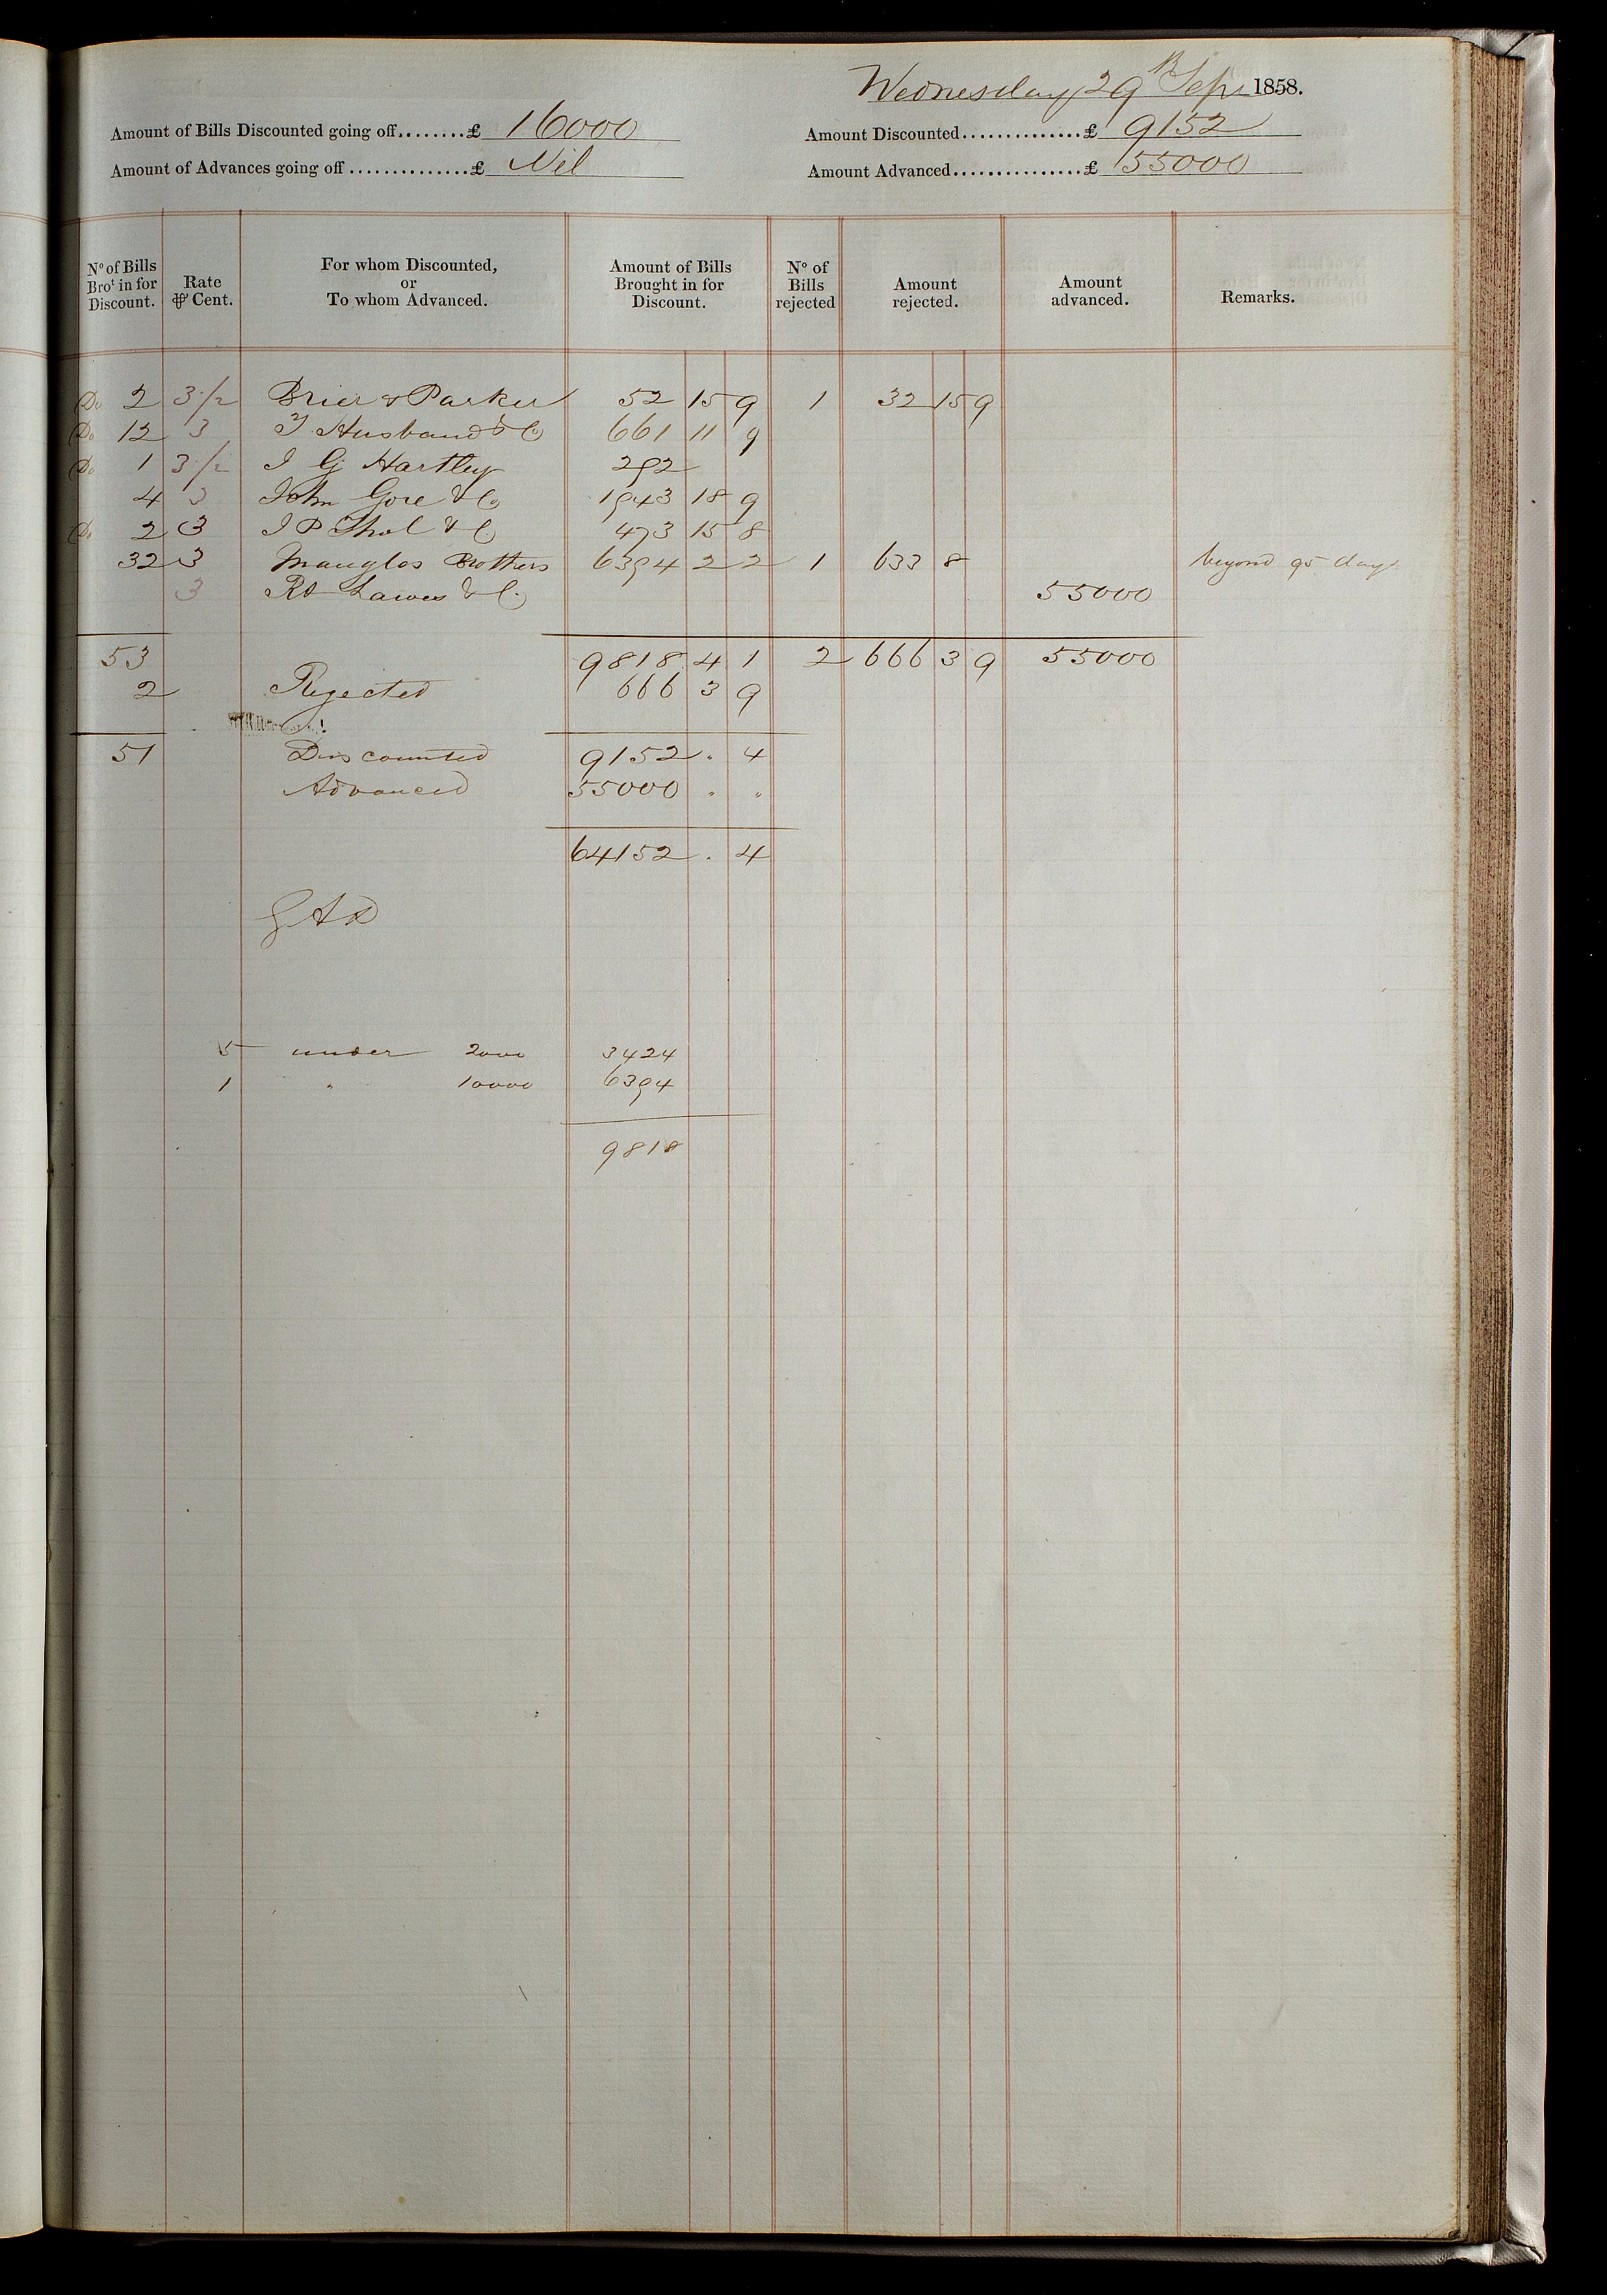 Wednesday 29th Sepr 1858.
Amount of Bills Discounted going off........£ 16000 Amount Discounted..............£ 9152
Amount of Advances going off..............£ Nil Amount Advanced...............£ 55000
No of Bills Brot in for Discount. Rate ⅌ Cent. For whom Discounted, or To whom Advanced. Amount of Bills Brought in for Discount. No of Bills rejected Amount rejected. Amount advanced. Remarks.
Do 2 3 1/2 Brier & Parker 52 15 9 1 32 15 9
Do 12 3 T. Husband & Co 661 11 9
Do 1 3 1/2 J G Hartley 292
4 3 John Gore & Co 1943 18 9
Do 2 3 J P Thol & Co 473 15 8
32 3 Mangles Brothers 6394 2 2 1 633 8 beyond 95 days
3 Rt Lawes & Co 55000
53 9818 4 1 2 666 3 9 55000
2 Rejected 666 3 9
51 Discounted 9152 . 4
Advanced 55000 " "
64152 . 4
5 under 2000 3424
1 " 10000 6394
9818